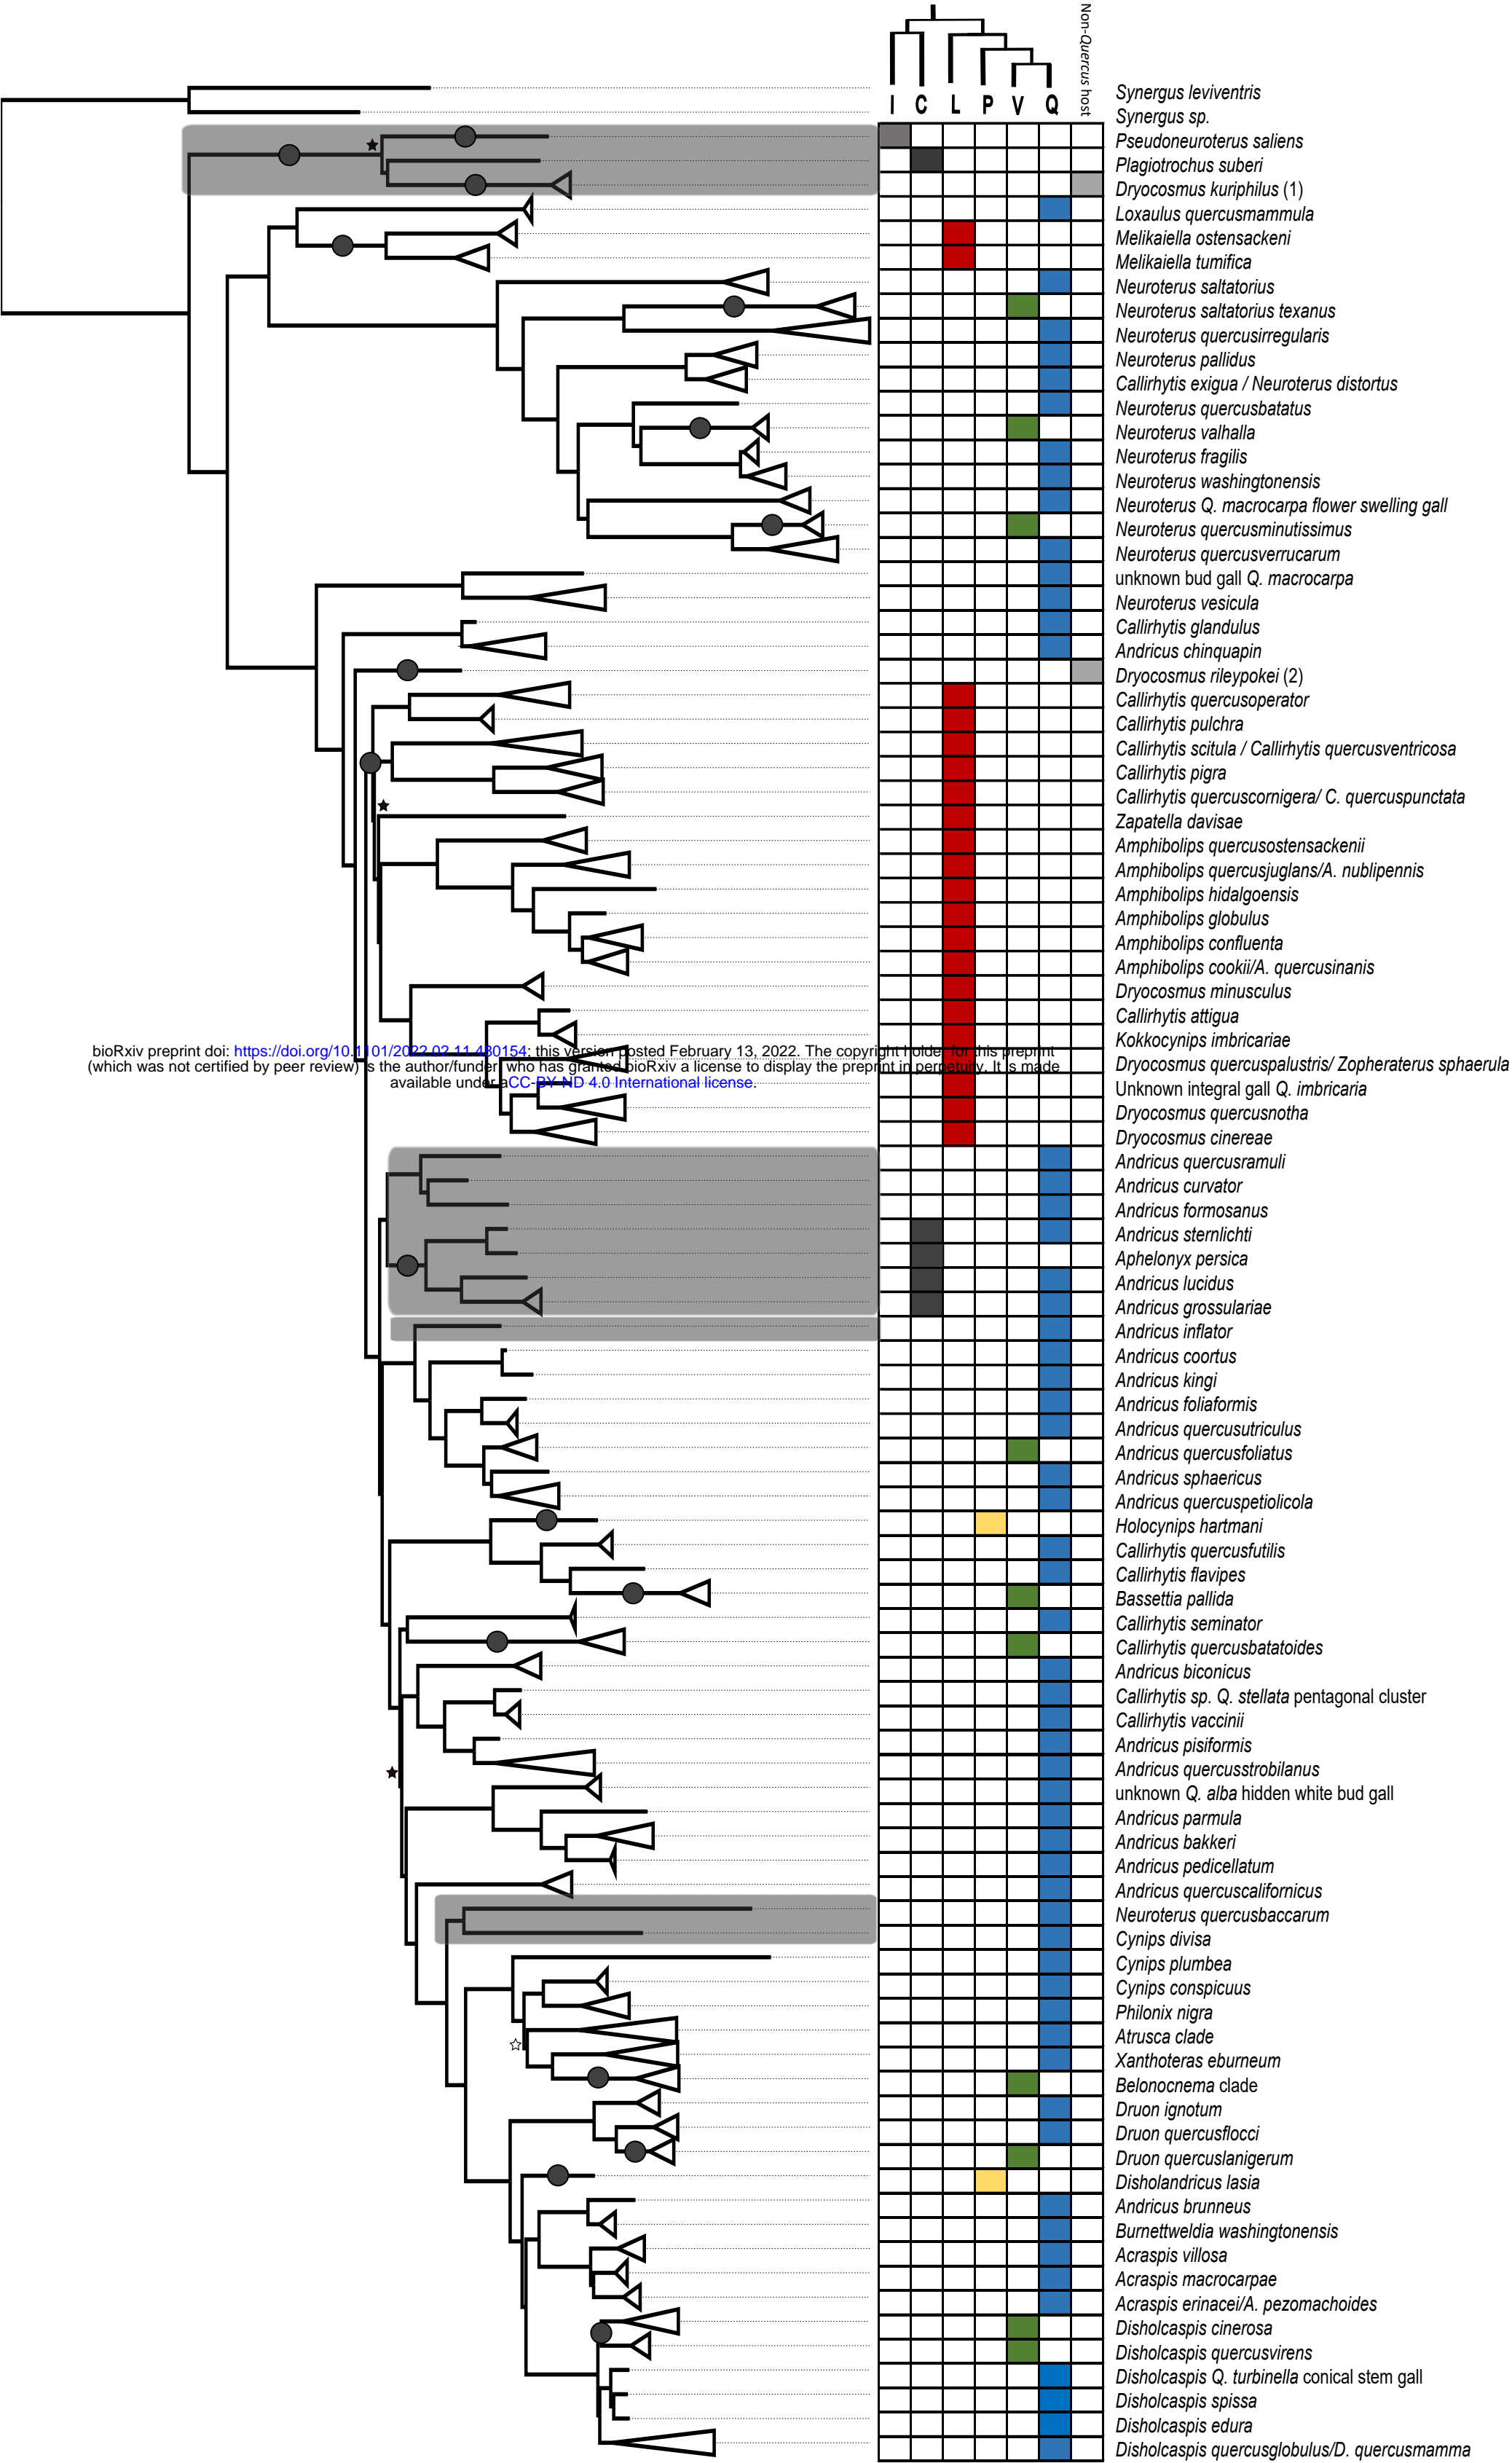 Non-Quercus host
I C L P V Q
Synergus leviventris
Synergus sp.
Pseudoneuroterus saliens
Plagiotrochus suberi
Dryocosmus kuriphilus (1)
Loxaulus quercusmammula
Melikaiella ostensackeni
Melikaiella tumifica
Neuroterus saltatorius
Neuroterus saltatorius texanus
Neuroterus quercusirregularis
Neuroterus pallidus
Callirhytis exigua / Neuroterus distortus
Neuroterus quercusbatatus
Neuroterus valhalla
Neuroterus fragilis
Neuroterus washingtonensis
Neuroterus Q. macrocarpa flower swelling gall
Neuroterus quercusminutissimus
Neuroterus quercusverrucarum
unknown bud gall Q. macrocarpa
Neuroterus vesicula
Callirhytis glandulus
Andricus chinquapin
Dryocosmus rileypokei (2)
Callirhytis quercusoperator
Callirhytis pulchra
Callirhytis scitula / Callirhytis quercusventricosa
Callirhytis pigra
Callirhytis quercuscornigera/ C. quercuspunctata
Zapatella davisae
Amphibolips quercusostensackenii
Amphibolips quercusjuglans/A. nublipennis
Amphibolips hidalgoensis
Amphibolips globulus
Amphibolips confluenta
Amphibolips cookii/A. quercusinanis
Dryocosmus minusculus
Callirhytis attigua
Kokkocynips imbricariae
bioRxiv preprint doi: https://doi.org/10.1101/2022.02.11.480154; this version posted February 13, 2022. The copyright holder for this preprint
(which was not certified by peer review) is the author/funder, who has granted bioRxiv a license to display the preprint in perpetuity. It is made
available under aCC-BY-ND 4.0 International license.
Dryocosmus quercuspalustris/ Zopheraterus sphaerula
Unknown integral gall Q. imbricaria
Dryocosmus quercusnotha
Dryocosmus cinereae
Andricus quercusramuli
Andricus curvator
Andricus formosanus
Andricus sternlichti
Aphelonyx persica
Andricus lucidus
Andricus grossulariae
Andricus inflator
Andricus coortus
Andricus kingi
Andricus foliaformis
Andricus quercusutriculus
Andricus quercusfoliatus
Andricus sphaericus
Andricus quercuspetiolicola
Holocynips hartmani
Callirhytis quercusfutilis
Callirhytis flavipes
Bassettia pallida
Callirhytis seminator
Callirhytis quercusbatatoides
Andricus biconicus
Callirhytis sp. Q. stellata pentagonal cluster
Callirhytis vaccinii
Andricus pisiformis
Andricus quercusstrobilanus
unknown Q. alba hidden white bud gall
Andricus parmula
Andricus bakkeri
Andricus pedicellatum
Andricus quercuscalifornicus
Neuroterus quercusbaccarum
Cynips divisa
Cynips plumbea
Cynips conspicuus
Philonix nigra
Atrusca clade
Xanthoteras eburneum
Belonocnema clade
Druon ignotum
Druon quercusflocci
Druon quercuslanigerum
Disholandricus lasia
Andricus brunneus
Burnettweldia washingtonensis
Acraspis villosa
Acraspis macrocarpae
Acraspis erinacei/A. pezomachoides
Disholcaspis cinerosa
Disholcaspis quercusvirens
Disholcaspis Q. turbinella conical stem gall
Disholcaspis spissa
Disholcaspis edura
Disholcaspis quercusglobulus/D. quercusmamma